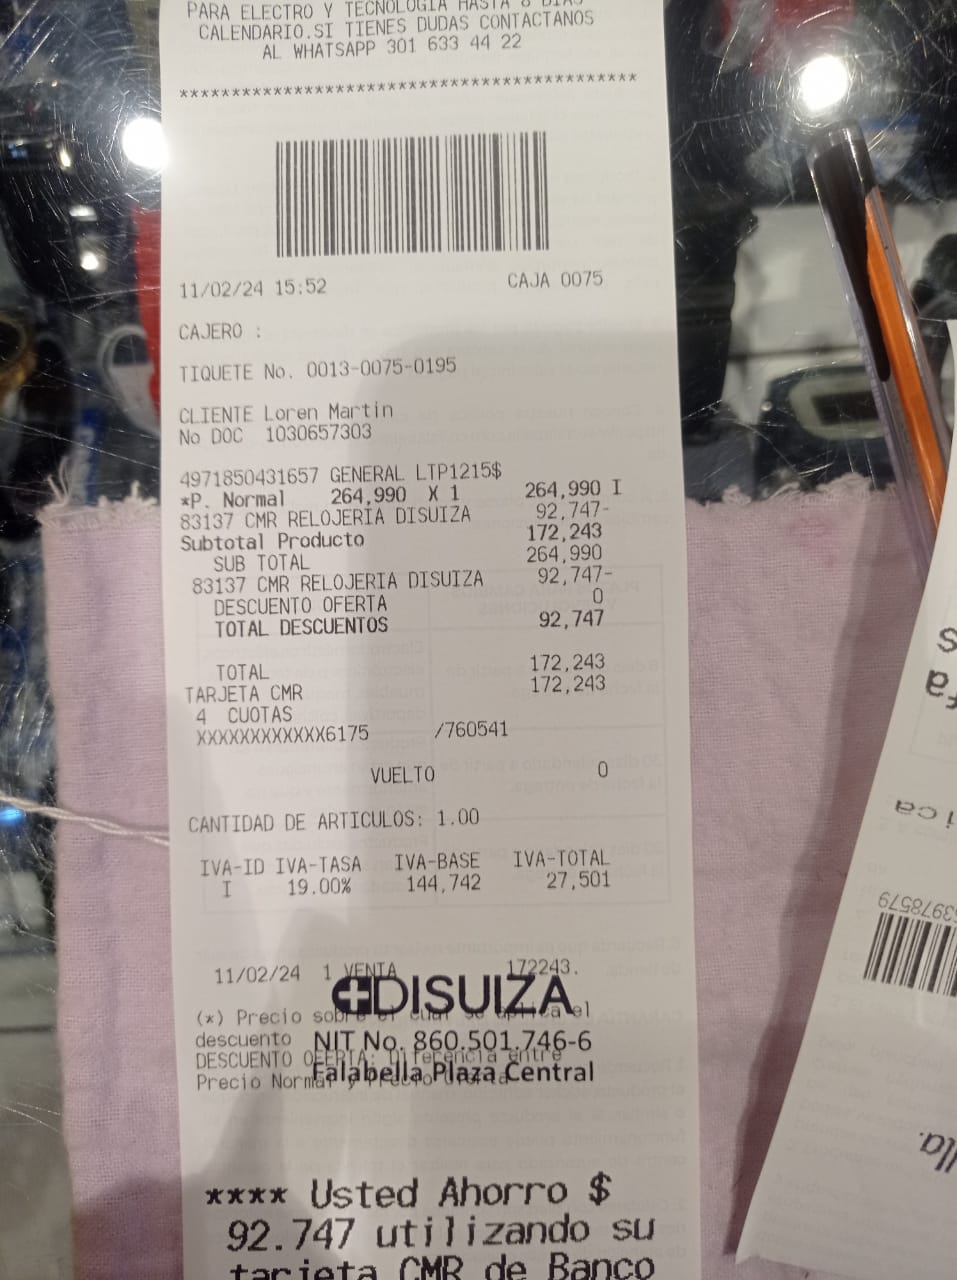 PARA ELECTRO Y TECNOLOGIA HASTA 8 DIAS
CALENDARIO.SI TIENES DUDAS CONTACTANOS
AL WHATSAPP 301 633 44 22
********************************************
11/02/24 15:52 CAJA 0075
CAJERO :
TIQUETE No. 0013-0075-0195
CLIENTE Loren Martin
No DOC 1030657303
4971850431657 GENERAL LTP1215$
*P. Normal 264,990 X 1 264,990 I
83137 CMR RELOJERIA DISUIZA 92,747-
Subtotal Producto 172,243
SUB TOTAL 264,990
83137 CMR RELOJERIA DISUIZA 92,747-
DESCUENTO OFERTA 0
TOTAL DESCUENTOS 92,747
TOTAL 172,243
TARJETA CMR 172,243
4 CUOTAS
XXXXXXXXXXXX6175 /760541
VUELTO 0
CANTIDAD DE ARTICULOS: 1.00
IVA-ID IVA-TASA IVA-BASE IVA-TOTAL
I 19.00% 144,742 27,501
11/02/24 1 VENTA 172243.
DISUIZA
(*) Precio sobre el cual se aplica el
descuento
NIT No. 860.501.746-6
DESCUENTO OFERTA: Diferencia entre
Falabella Plaza Central
Precio Normal y Precio Oferta
**** Usted Ahorro $
92.747 utilizando su
tarjeta CMR de Banco